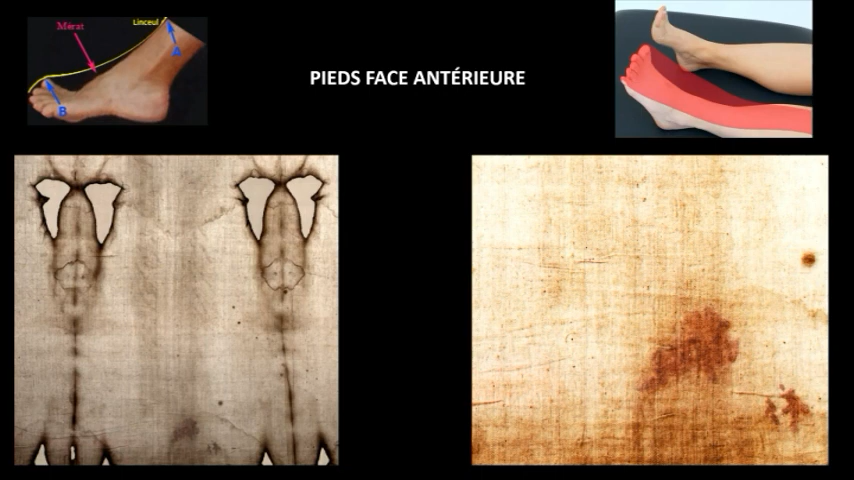 Mérat
Linceul
A
B
PIEDS FACE ANTÉRIEURE